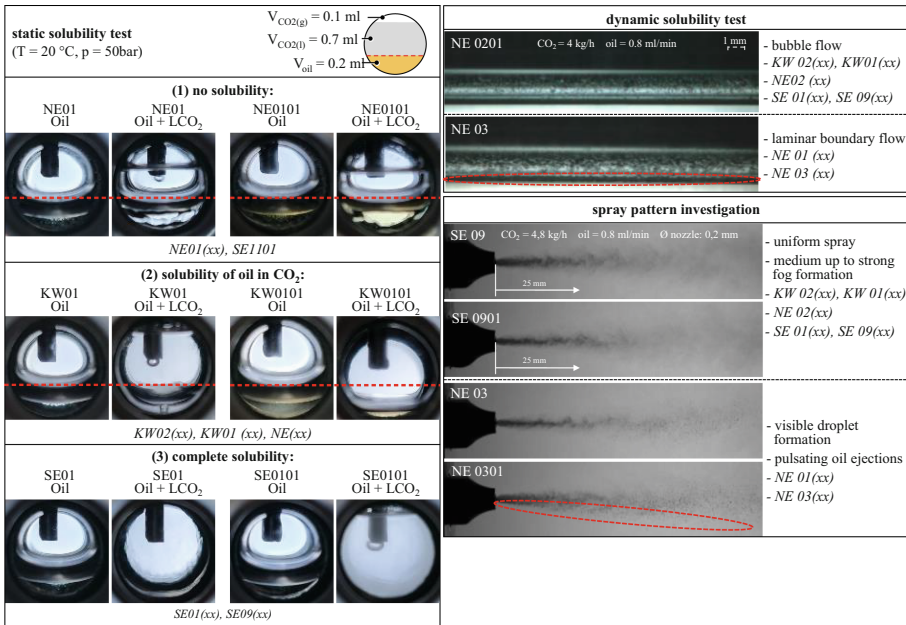 static solubility test
(T = 20 °C, p = 50bar)
V_CO2(g) = 0.1 ml
V_CO2(l) = 0.7 ml
V_oil = 0.2 ml
(1) no solubility:
NE01 Oil
NE01 Oil + LCO₂
NE0101 Oil
NE0101 Oil + LCO₂
NE01(xx), SE1101
(2) solubility of oil in CO₂:
KW01 Oil
KW01 Oil + LCO₂
KW0101 Oil
KW0101 Oil + LCO₂
KW02(xx), KW01 (xx), NE(xx)
(3) complete solubility:
SE01 Oil
SE01 Oil + LCO₂
SE0101 Oil
SE0101 Oil + LCO₂
SE01(xx), SE09(xx)
dynamic solubility test
NE 0201
CO₂ = 4 kg/h oil = 0.8 ml/min
1 mm
- bubble flow
- KW 02(xx), KW01(xx)
- NE02 (xx)
- SE 01(xx), SE 09(xx)
NE 03
- laminar boundary flow
- NE 01 (xx)
- NE 03 (xx)
spray pattern investigation
SE 09
CO₂ = 4,8 kg/h oil = 0.8 ml/min Ø nozzle: 0,2 mm
25 mm
SE 0901
25 mm
- uniform spray
- medium up to strong
fog formation
- KW 02(xx), KW 01(xx)
- NE 02(xx)
- SE 01(xx), SE 09(xx)
NE 03
NE 0301
- visible droplet
formation
- pulsating oil ejections
- NE 01(xx)
- NE 03(xx)